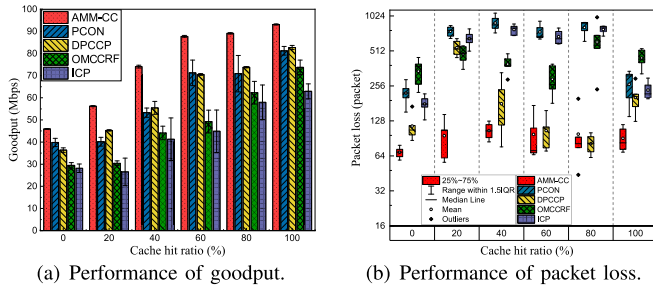 100
90
80
70
60
50
40
30
20
10
0
Goodput (Mbps)
AMM-CC
PCON
DPCCP
OMCCRF
ICP
0 20 40 60 80 100
Cache hit ratio (%)
(a) Performance of goodput.
1024
512
256
128
64
32
16
Packet loss (packet)
25%~75%
Range within 1.5IQR
Median Line
Mean
Outliers
AMM-CC
PCON
DPCCP
OMCCRF
ICP
0 20 40 60 80 100
Cache hit ratio (%)
(b) Performance of packet loss.